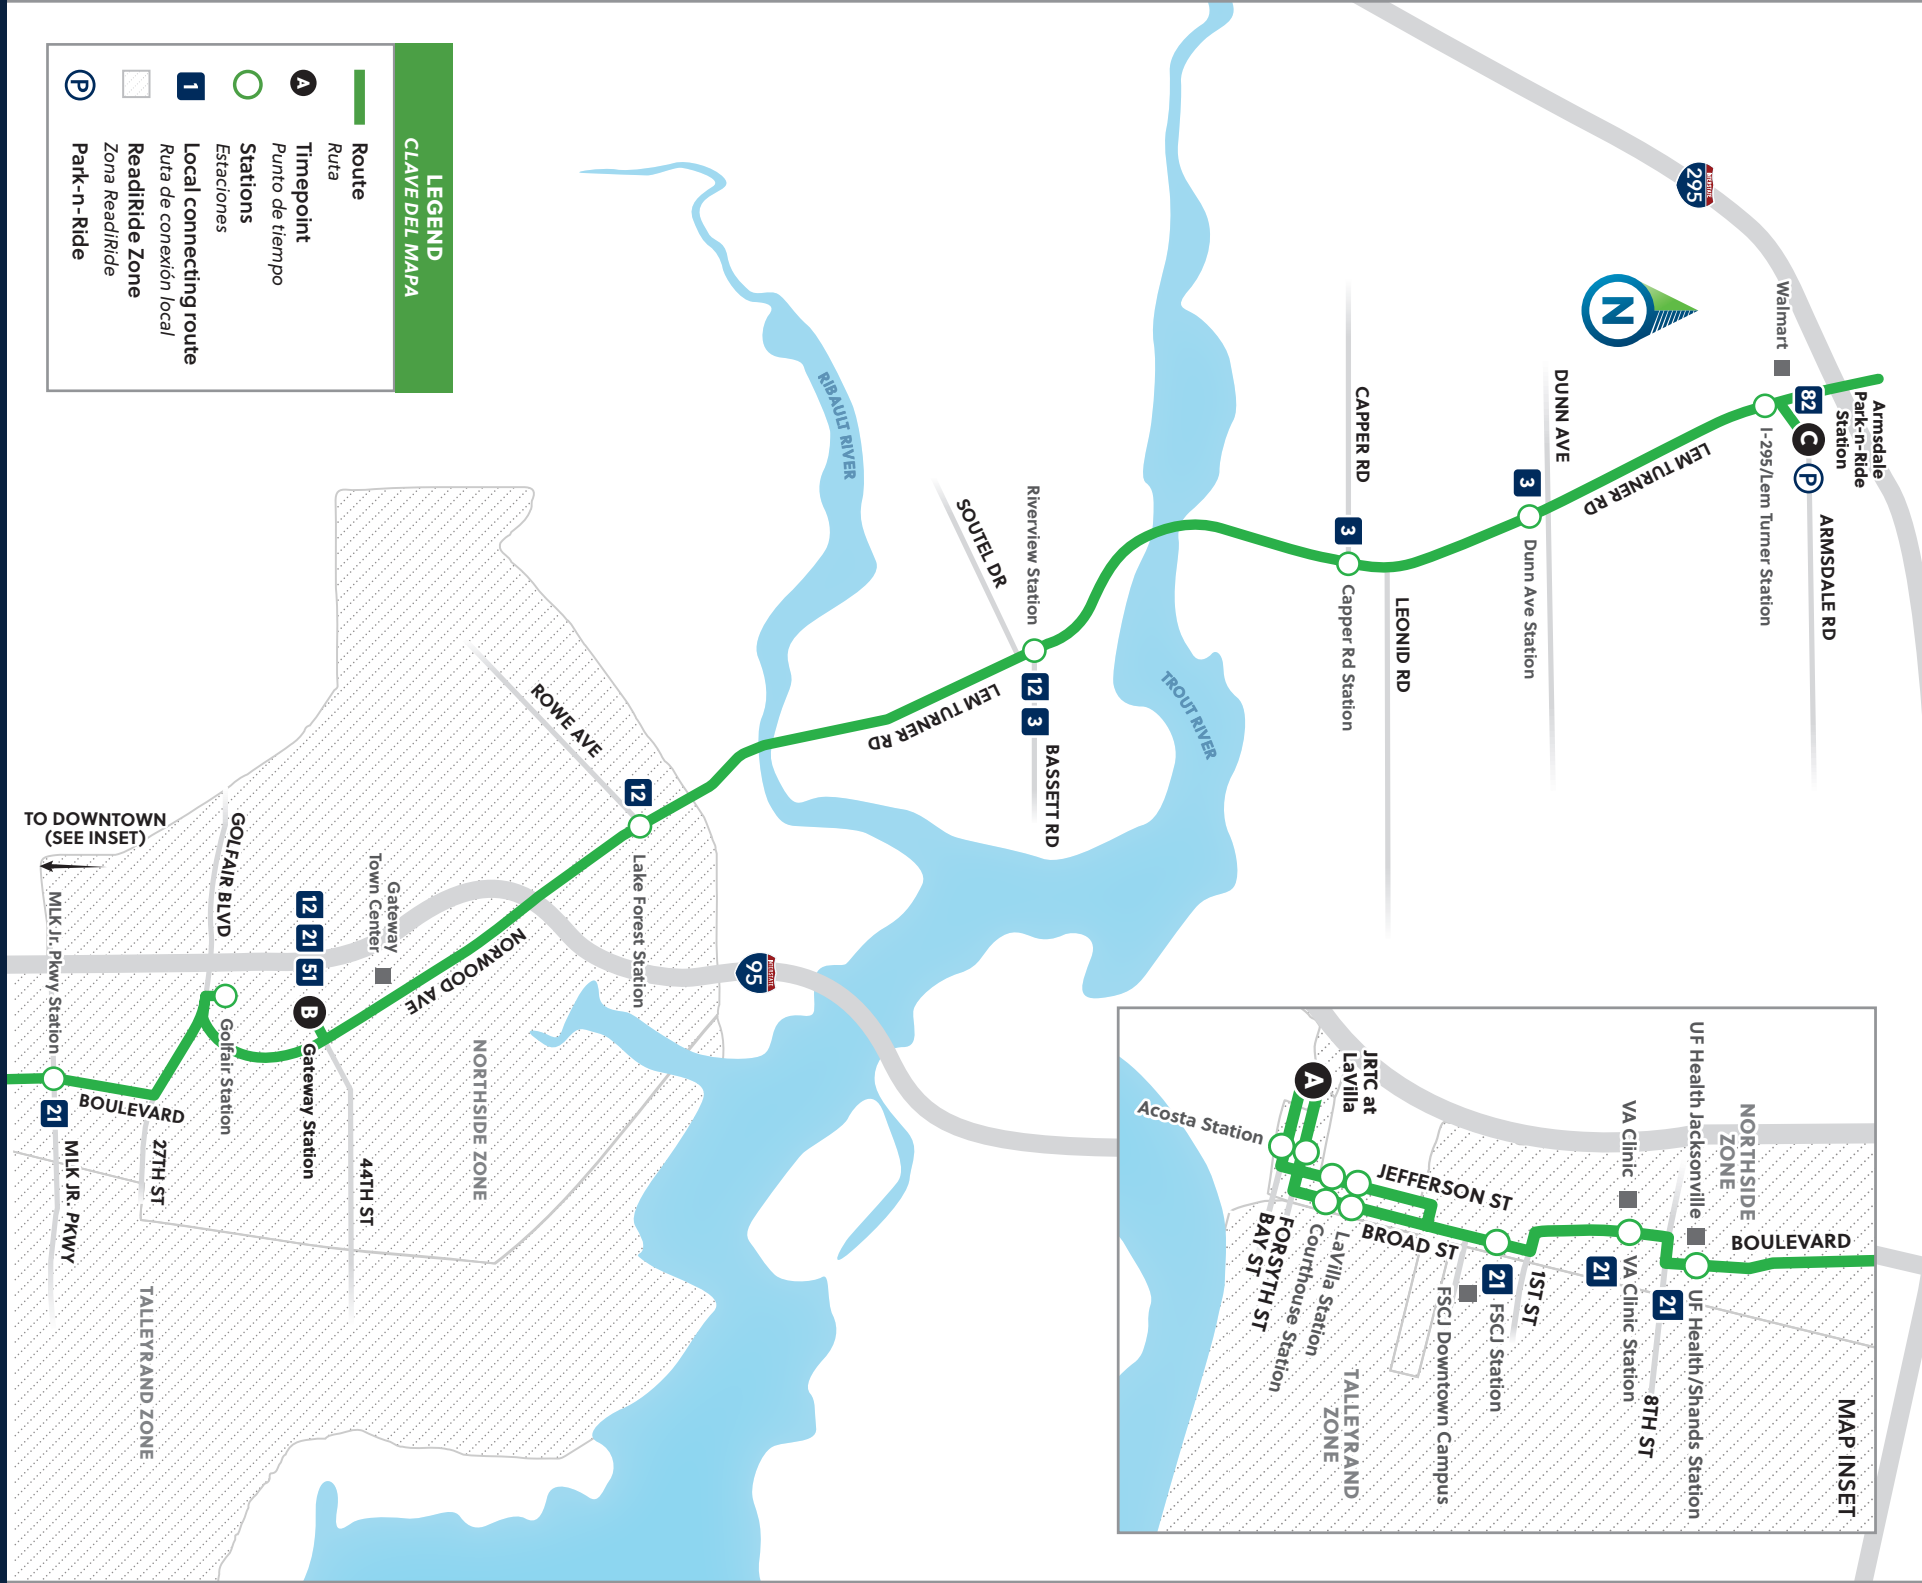 LEGEND
CLAVE DEL MAPA
Route
Ruta
A
Timepoint
Punto de tiempo
Stations
Estaciones
1
Local connecting route
Ruta de conexión local
ReadiRide Zone
Zona ReadiRide
P
Park-n-Ride
INTERSTATE
295
N
Walmart
82
C
P
Armsdale
Park-n-Ride
Station
ARMSDALE RD
I-295/Lem Turner Station
LEM TURNER RD
DUNN AVE
3
Dunn Ave Station
CAPPER RD
3
Capper Rd Station
LEONID RD
TROUT RIVER
RIBAULT RIVER
Riverview Station
SOUTEL DR
12
3
BASSETT RD
LEM TURNER RD
ROWE AVE
12
Lake Forest Station
INTERSTATE
95
NORWOOD AVE
Gateway
Town Center
12
21
51
B
Gateway Station
44TH ST
NORTHSIDE ZONE
GOLFAIR BLVD
Golfair Station
TO DOWNTOWN
(SEE INSET)
MLK Jr. Pkwy Station
21
BOULEVARD
27TH ST
MLK JR. PKWY
TALLEYRAND ZONE
MAP INSET
UF Health Jacksonville
NORTHSIDE
ZONE
BOULEVARD
VA Clinic
21
VA Clinic Station
21
UF Health/Shands Station
8TH ST
1ST ST
21
FSCJ Station
FSCJ Downtown Campus
JEFFERSON ST
BROAD ST
JRTC at
LaVilla
A
Acosta Station
LaVilla Station
Courthouse Station
FORSYTH ST
BAY ST
TALLEYRAND
ZONE